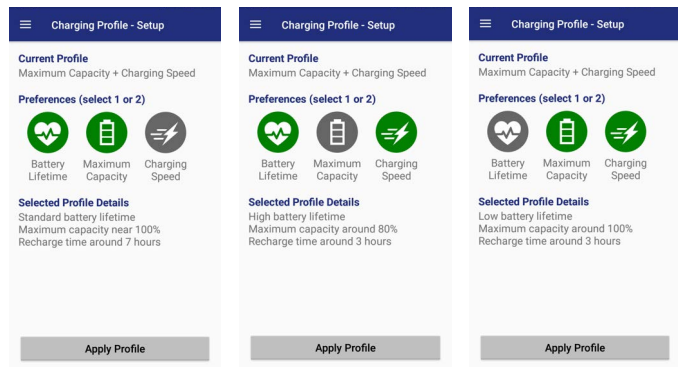 Charging Profile - Setup
Current Profile
Maximum Capacity + Charging Speed
Preferences (select 1 or 2)
Battery Lifetime
Maximum Capacity
Charging Speed
Selected Profile Details
Standard battery lifetime
Maximum capacity near 100%
Recharge time around 7 hours
Apply Profile
Charging Profile - Setup
Current Profile
Maximum Capacity + Charging Speed
Preferences (select 1 or 2)
Battery Lifetime
Maximum Capacity
Charging Speed
Selected Profile Details
High battery lifetime
Maximum capacity around 80%
Recharge time around 3 hours
Apply Profile
Charging Profile - Setup
Current Profile
Maximum Capacity + Charging Speed
Preferences (select 1 or 2)
Battery Lifetime
Maximum Capacity
Charging Speed
Selected Profile Details
Low battery lifetime
Maximum capacity around 100%
Recharge time around 3 hours
Apply Profile